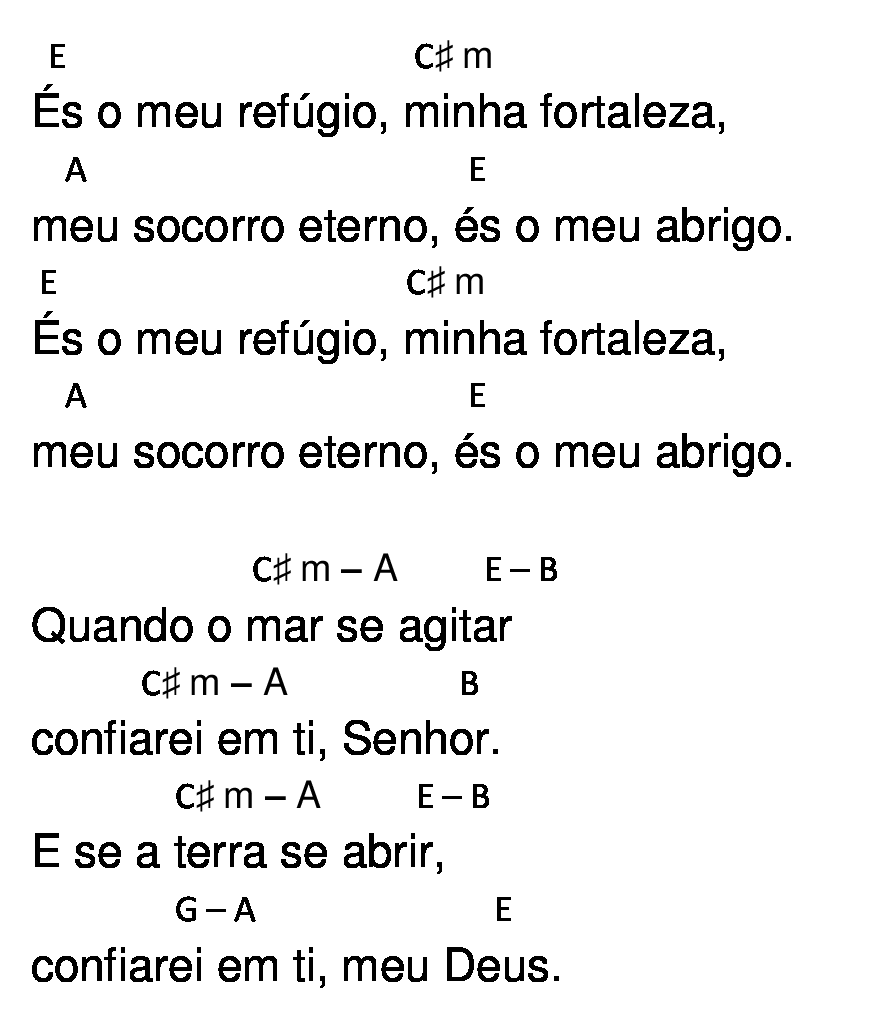 E C♯ m
És o meu refúgio, minha fortaleza,
A E
meu socorro eterno, és o meu abrigo.
E C♯ m
És o meu refúgio, minha fortaleza,
A E
meu socorro eterno, és o meu abrigo.
C♯ m – A E – B
Quando o mar se agitar
C♯ m – A B
confiarei em ti, Senhor.
C♯ m – A E – B
E se a terra se abrir,
G – A E
confiarei em ti, meu Deus.